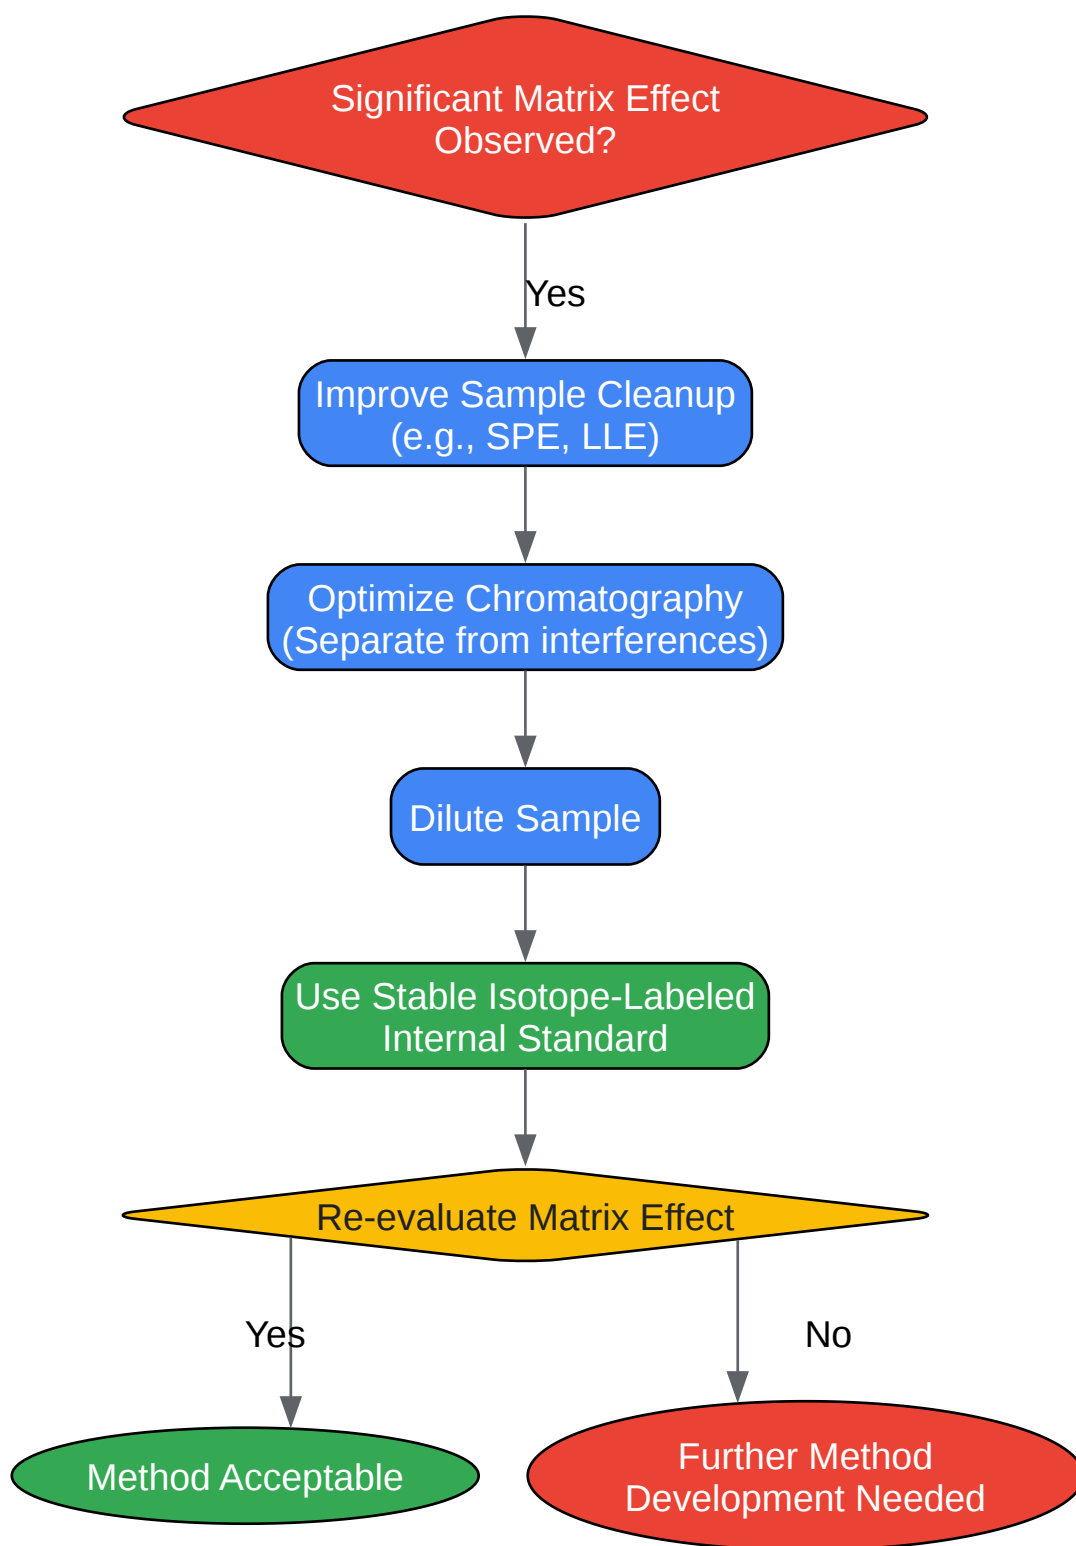 Significant Matrix Effect
Observed?
Yes
Improve Sample Cleanup
(e.g., SPE, LLE)
Optimize Chromatography
(Separate from interferences)
Dilute Sample
Use Stable Isotope-Labeled
Internal Standard
Re-evaluate Matrix Effect
Yes
No
Method Acceptable
Further Method
Development Needed